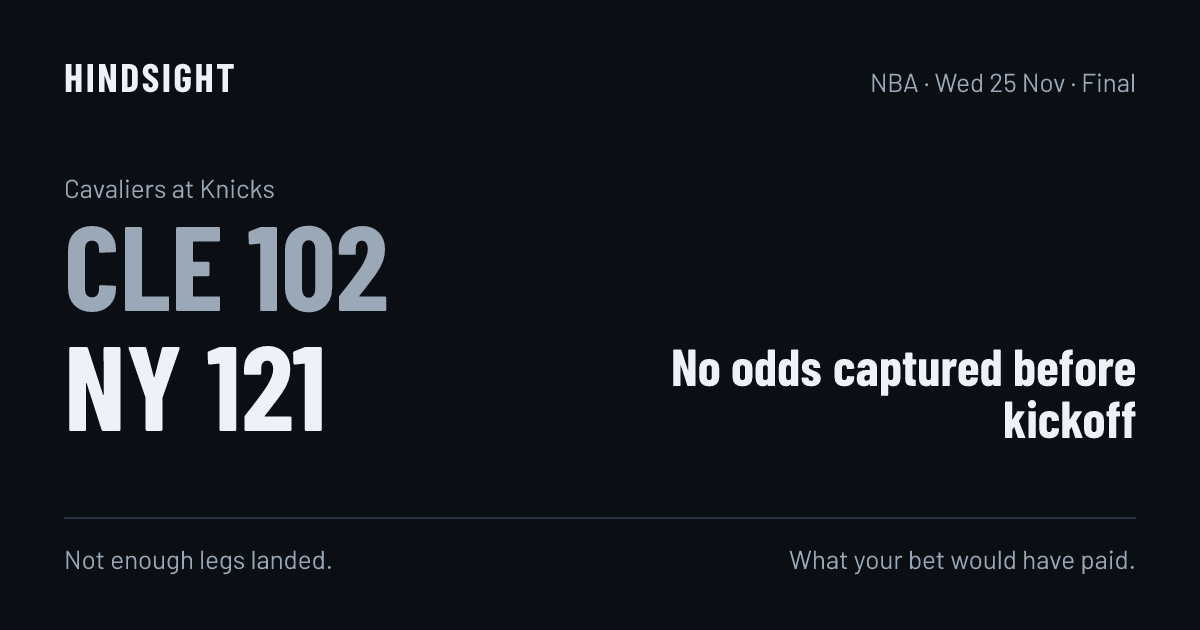 HINDSIGHT
NBA · Wed 25 Nov · Final
Cavaliers at Knicks
CLE 102
NY 121
No odds captured before
kickoff
Not enough legs landed.
What your bet would have paid.